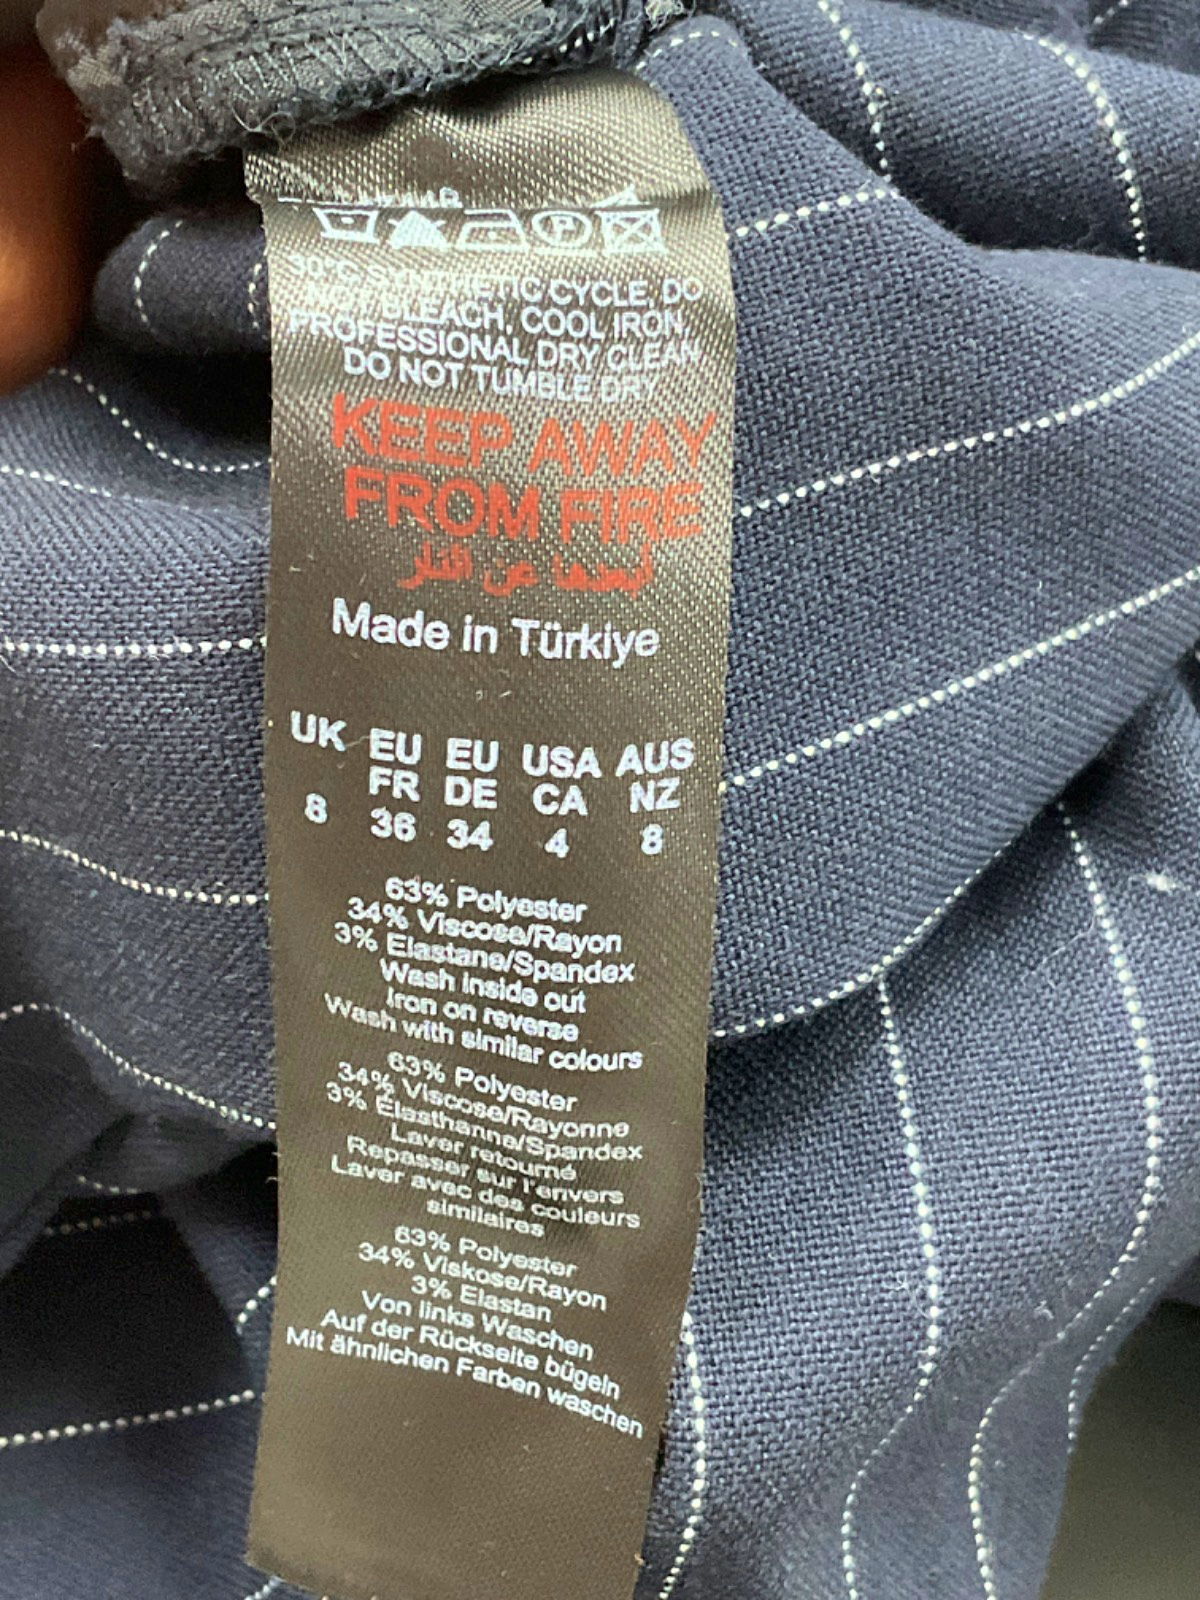 30°C SYNTHETIC CYCLE, DO
NOT BLEACH, COOL IRON,
PROFESSIONAL DRY CLEAN,
DO NOT TUMBLE DRY
KEEP AWAY
FROM FIRE
أبعدها عن النار
Made in Türkiye
UK EU EU USA AUS
FR DE CA NZ
8 36 34 4 8
63% Polyester
34% Viscose/Rayon
3% Elastane/Spandex
Wash inside out
Iron on reverse
Wash with similar colours
63% Polyester
34% Viscose/Rayonne
3% Elasthanne/Spandex
Laver retourné
Repasser sur l'envers
Laver avec des couleurs
similaires
63% Polyester
34% Viskose/Rayon
3% Elastan
Von links Waschen
Auf der Rückseite bügeln
Mit ähnlichen Farben waschen